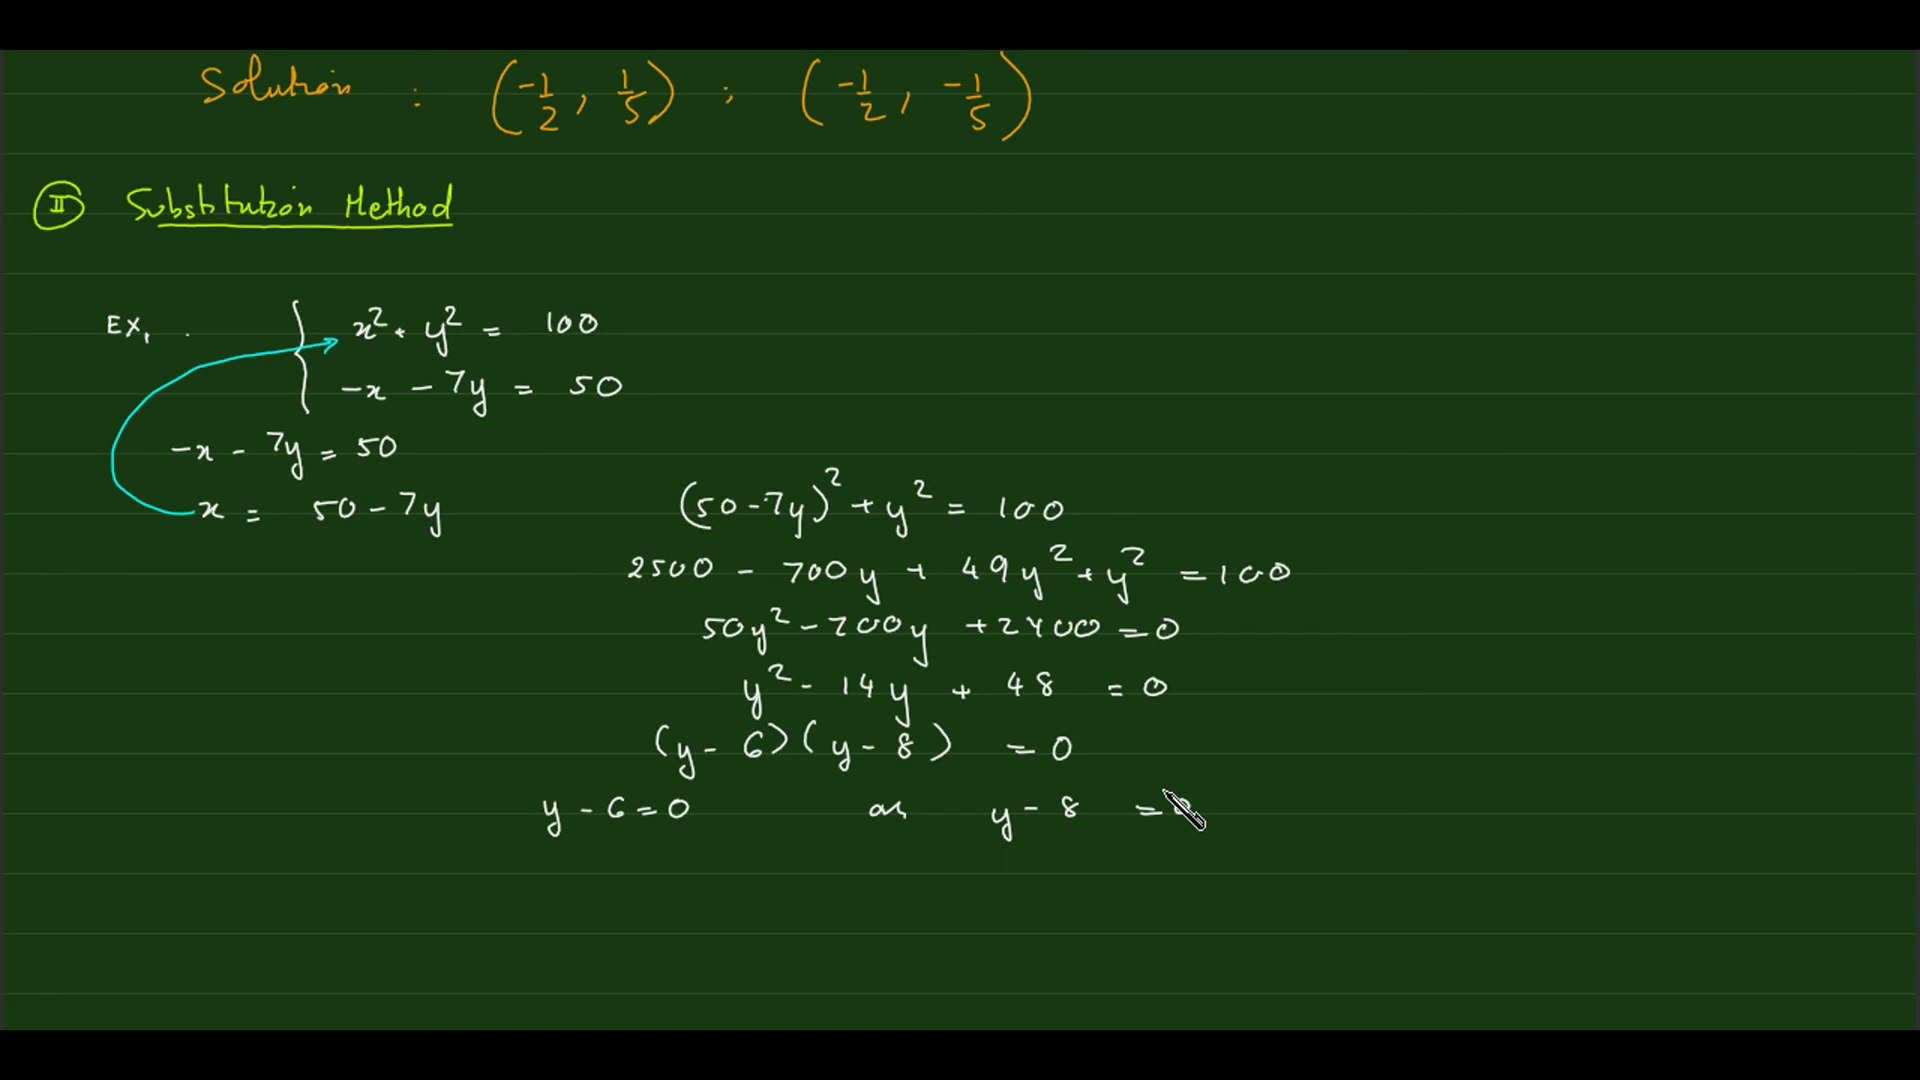 Solution : (-1/2, 1/5) ; (-1/2, -1/5)
II Substitution Method
EX, . x² + y² = 100
-x - 7y = 50
-x - 7y = 50
x = 50 - 7y
(50 - 7y)² + y² = 100
2500 - 700y + 49y² + y² = 100
50y² - 700y + 2400 = 0
y² - 14y + 48 = 0
(y - 6)(y - 8) = 0
y - 6 = 0 or y - 8 = 0